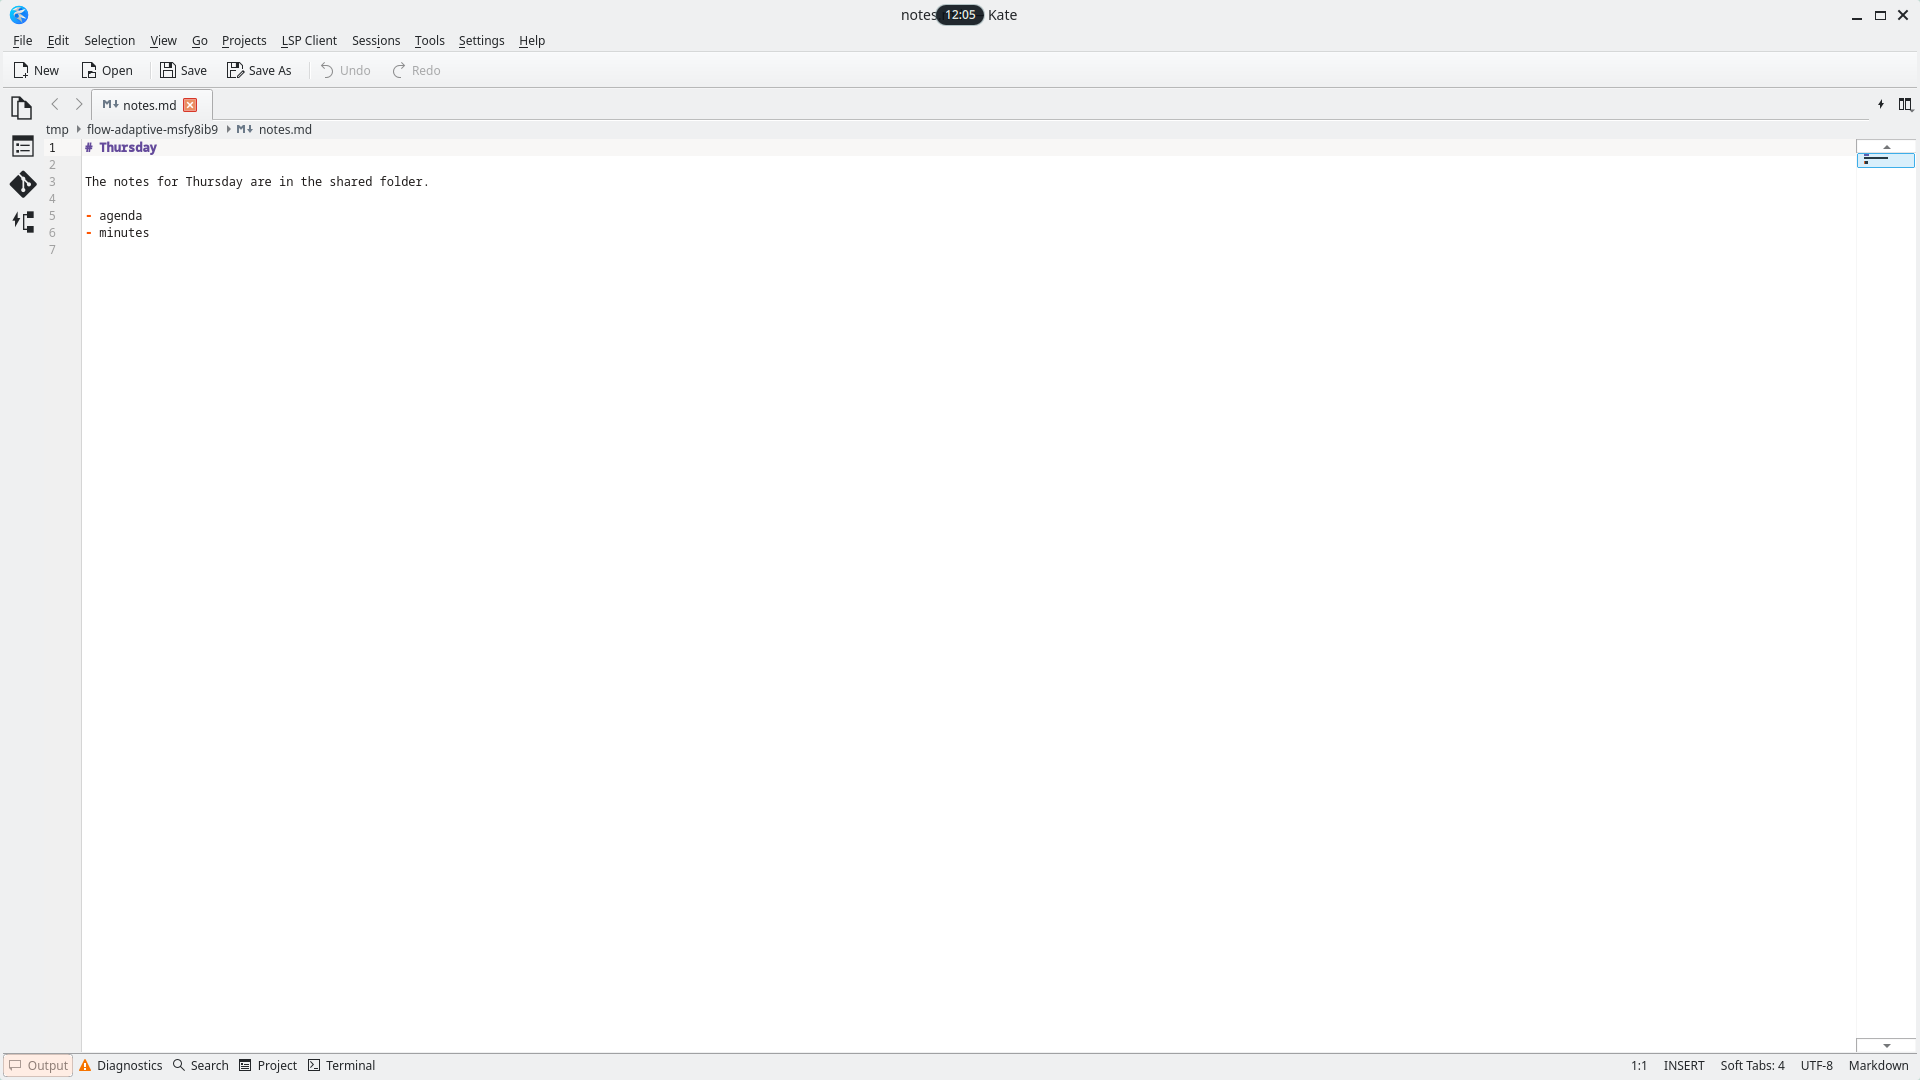 notes 12:05 Kate
File Edit Selection View Go Projects LSP Client Sessions Tools Settings Help
New Open Save Save As Undo Redo
M↓ notes.md
tmp flow-adaptive-msfy8ib9 M↓ notes.md
1 # Thursday
2
3 The notes for Thursday are in the shared folder.
4
5 - agenda
6 - minutes
7
Output Diagnostics Search Project Terminal 1:1 INSERT Soft Tabs: 4 UTF-8 Markdown